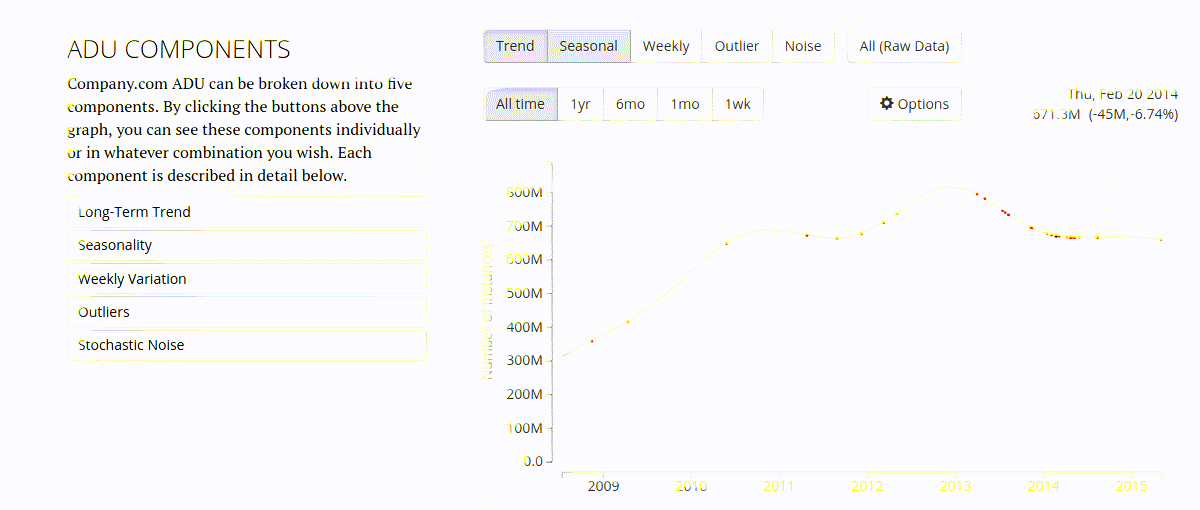 ADU COMPONENTS
Company.com ADU can be broken down into five
components. By clicking the buttons above the
graph, you can see these components individually
or in whatever combination you wish. Each
component is described in detail below.
Long-Term Trend
Seasonality
Weekly Variation
Outliers
Stochastic Noise
Trend Seasonal Weekly Outlier Noise All (Raw Data)
All time 1yr 6mo 1mo 1wk Options
Thu, Feb 20 2014
671.3M (-45M,-6.74%)
Number of Instances
800M
700M
600M
500M
400M
300M
200M
100M
0.0
2009 2010 2011 2012 2013 2014 2015